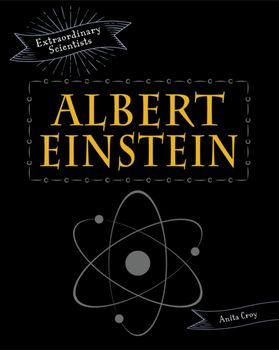 Extraordinary
Scientists
ALBERT
EINSTEIN
Anita Croy